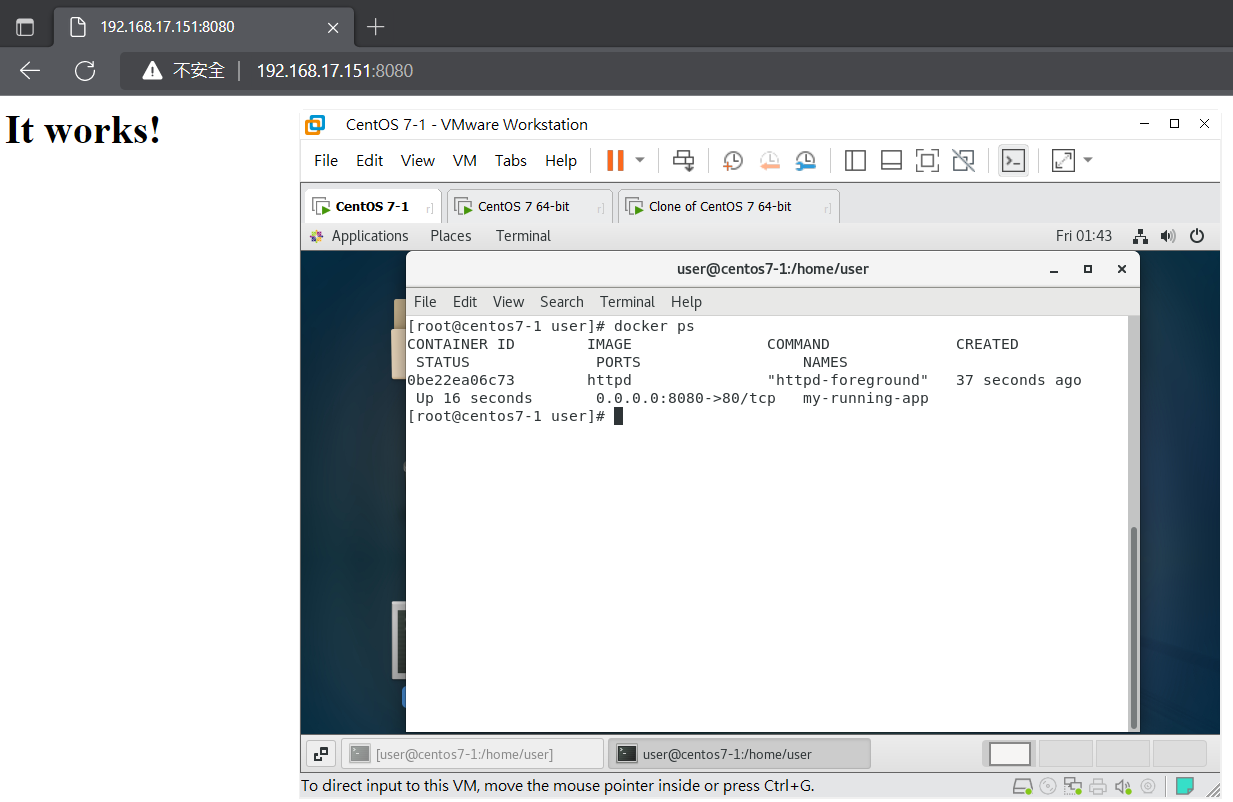 192.168.17.151:8080
不安全 192.168.17.151:8080
It works!
CentOS 7-1 - VMware Workstation
File Edit View VM Tabs Help
CentOS 7-1 CentOS 7 64-bit Clone of CentOS 7 64-bit
Applications Places Terminal Fri 01:43
user@centos7-1:/home/user
File Edit View Search Terminal Help
[root@centos7-1 user]# docker ps
CONTAINER ID IMAGE COMMAND CREATED
STATUS PORTS NAMES
0be22ea06c73 httpd "httpd-foreground" 37 seconds ago
Up 16 seconds 0.0.0.0:8080->80/tcp my-running-app
[root@centos7-1 user]#
[user@centos7-1:/home/user] user@centos7-1:/home/user
To direct input to this VM, move the mouse pointer inside or press Ctrl+G.